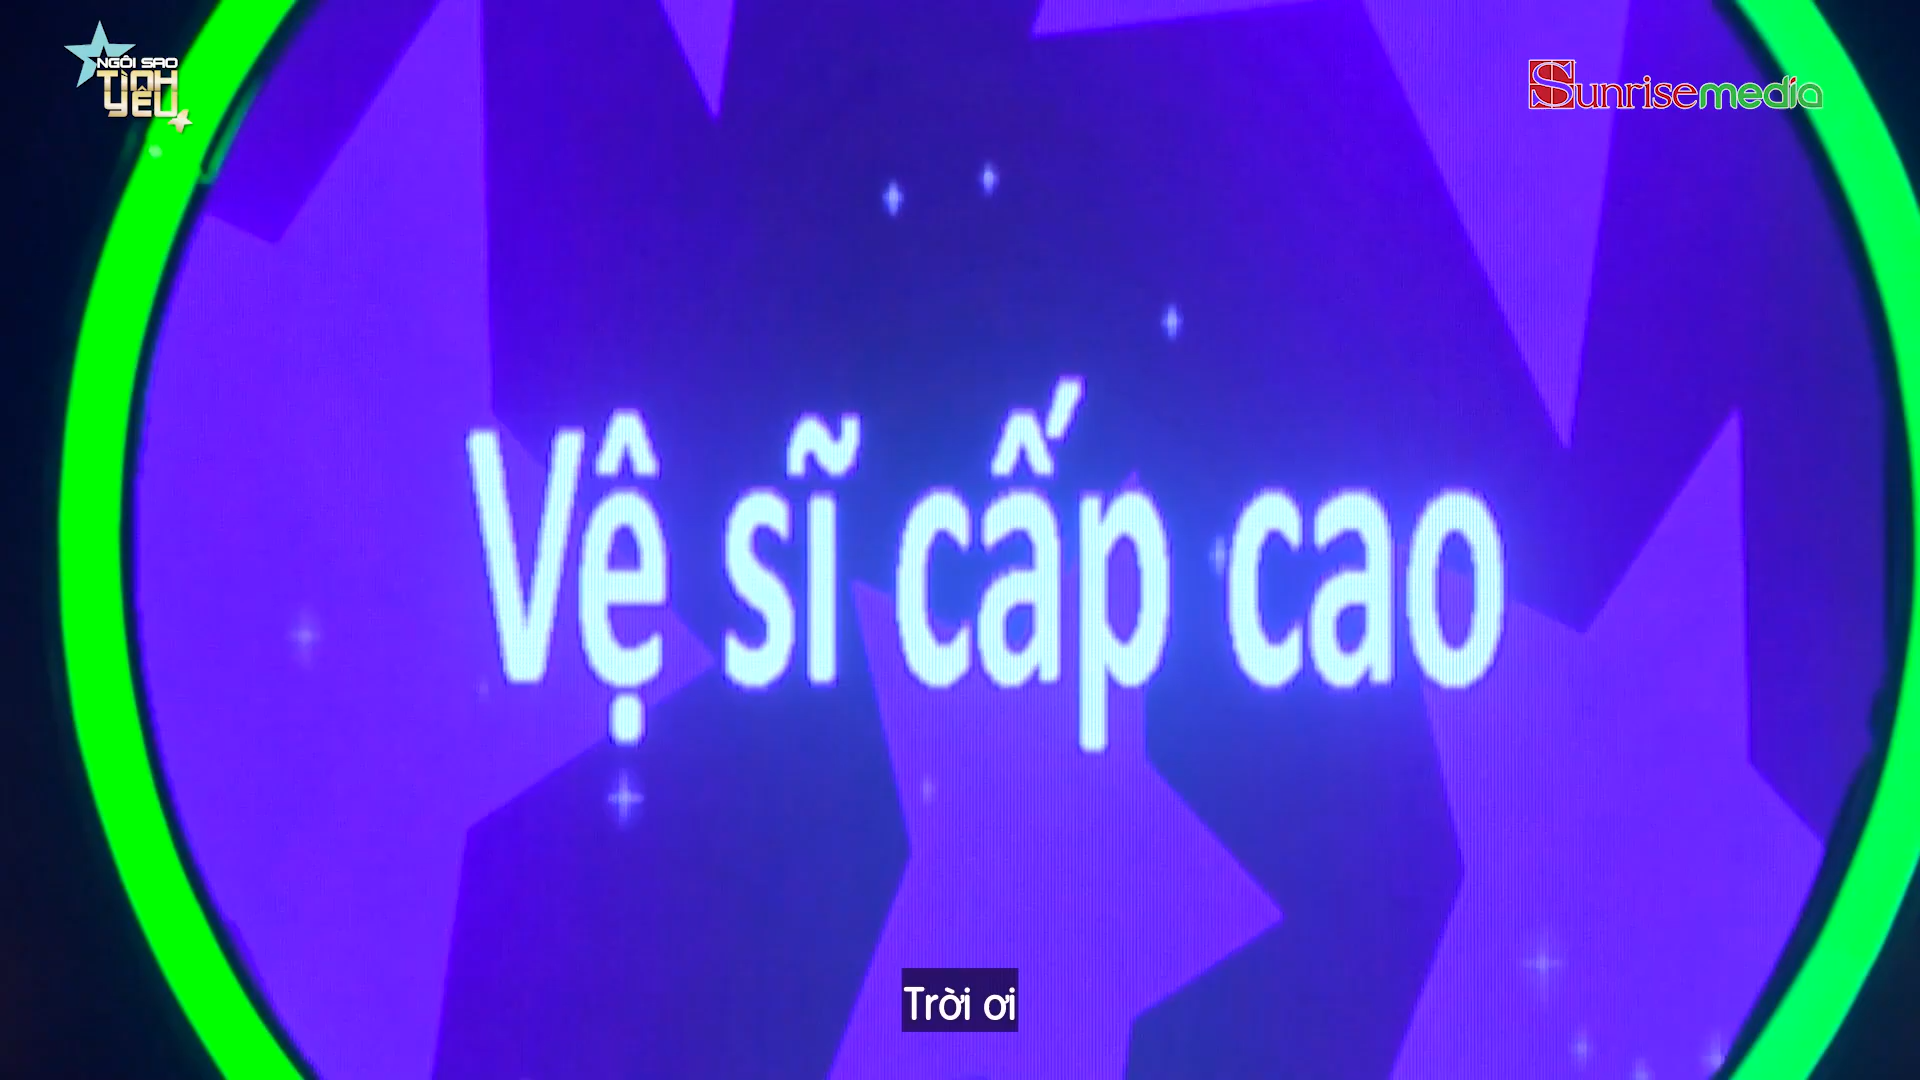 NGÔI SAO
TÌNH
YÊU
Sunrisemedia
Vệ sĩ cấp cao
Trời ơi